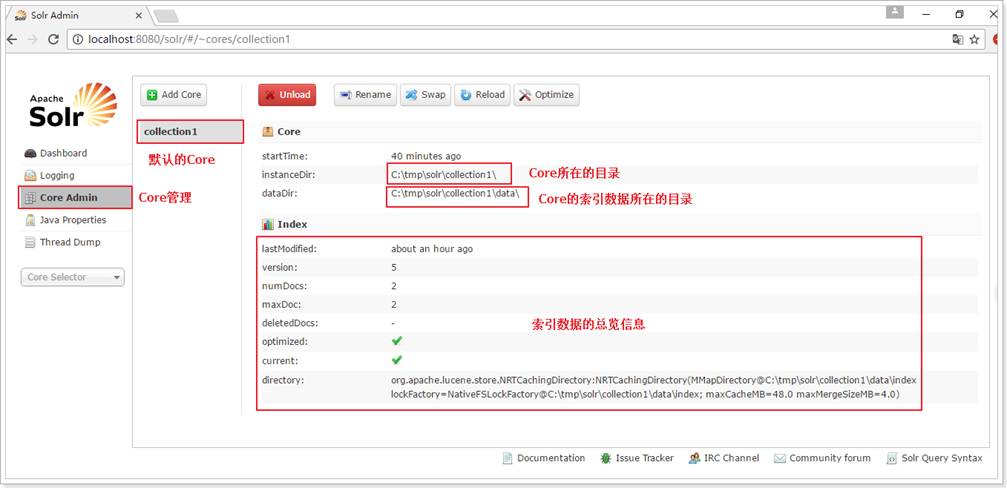 Solr Admin
localhost:8080/solr/#/~cores/collection1
Apache
Solr
Dashboard
Logging
Core Admin
Core管理
Java Properties
Thread Dump
Core Selector
Add Core
collection1
默认的Core
Unload
Rename
Swap
Reload
Optimize
Core
startTime: 40 minutes ago
instanceDir: C:\tmp\solr\collection1\ Core所在的目录
dataDir: C:\tmp\solr\collection1\data\ Core的索引数据所在的目录
Index
lastModified: about an hour ago
version: 5
numDocs: 2
maxDoc: 2
deletedDocs: -
索引数据的总览信息
optimized:
current:
directory: org.apache.lucene.store.NRTCachingDirectory:NRTCachingDirectory(MMapDirectory@C:\tmp\solr\collection1\data\index
lockFactory=NativeFSLockFactory@C:\tmp\solr\collection1\data\index; maxCacheMB=48.0 maxMergeSizeMB=4.0)
Documentation
Issue Tracker
IRC Channel
Community forum
Solr Query Syntax